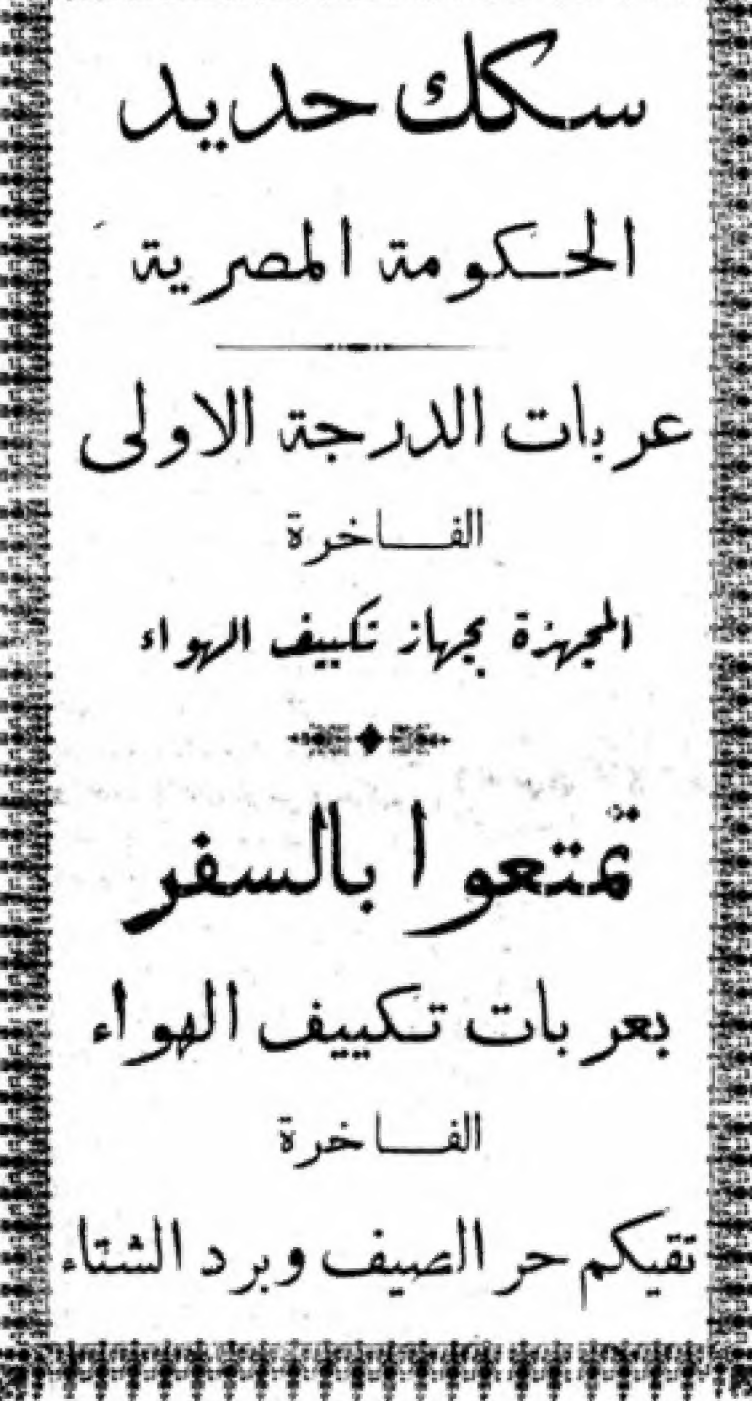 سكك حديد
الحكومة المصرية
عربات الدرجة الاولى
الفاخرة
المجهزة بجهاز تكييف الهواء
تمتعوا بالسفر
بعربات تكييف الهواء
الفاخرة
تقيكم حر الصيف وبرد الشتاء